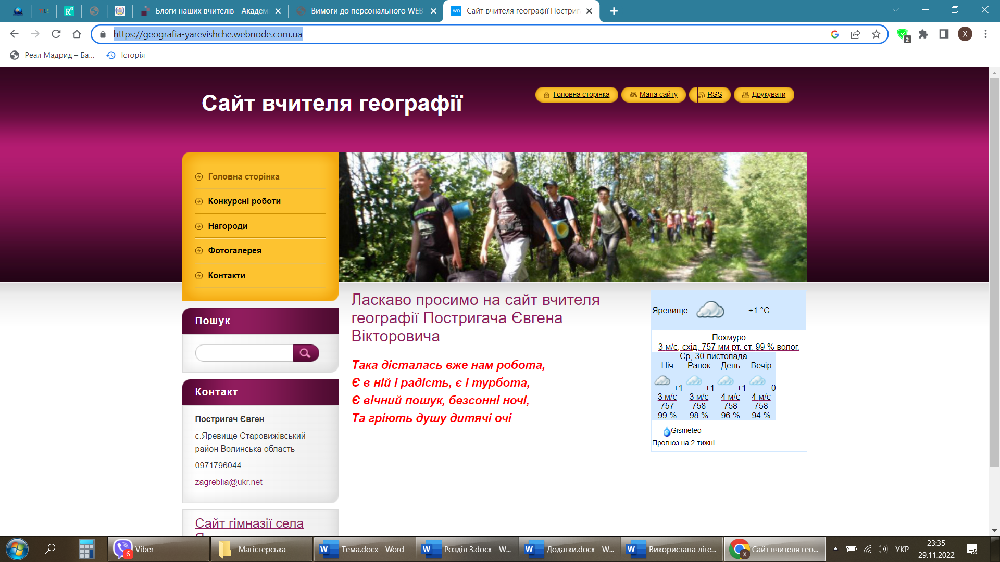 Блоги наших вчителів - Академі
Вимоги до персонального WEB
Сайт вчителя географії Постриг
https://geografia-yarevishche.webnode.com.ua
2
X
Реал Мадрид – Ба...
Історія
Сайт вчителя географії
Головна сторінка
Мапа сайту
RSS
Друкувати
Головна сторінка
Конкурсні роботи
Нагороди
Фотогалерея
Контакти
Пошук
Контакт
Постригач Євген
с.Яревище Старовижівський
район Волинська область
0971796044
zagreblia@ukr.net
Сайт гімназії села
Ласкаво просимо на сайт вчителя
географії Постригача Євгена
Вікторовича
Така дісталась вже нам робота,
Є в ній і радість, є і турбота,
Є вічний пошук, безсонні ночі,
Та гріють душу дитячі очі
Яревище +1 °C
Похмуро
3 м/с, схід. 757 мм рт. ст. 99 % волог.
Ср, 30 листопада
Ніч Ранок День Вечір
+1 +1 +1 -0
3 м/с 3 м/с 4 м/с 4 м/с
757 758 758 758
99 % 98 % 96 % 94 %
Gismeteo
Прогноз на 2 тижні
6
Viber
Магістерська
Тема.docx - Word
Розділ 3.docx - W...
Додатки.docx - W...
Використана літе...
Сайт вчителя гео...
УКР
23:35
29.11.2022